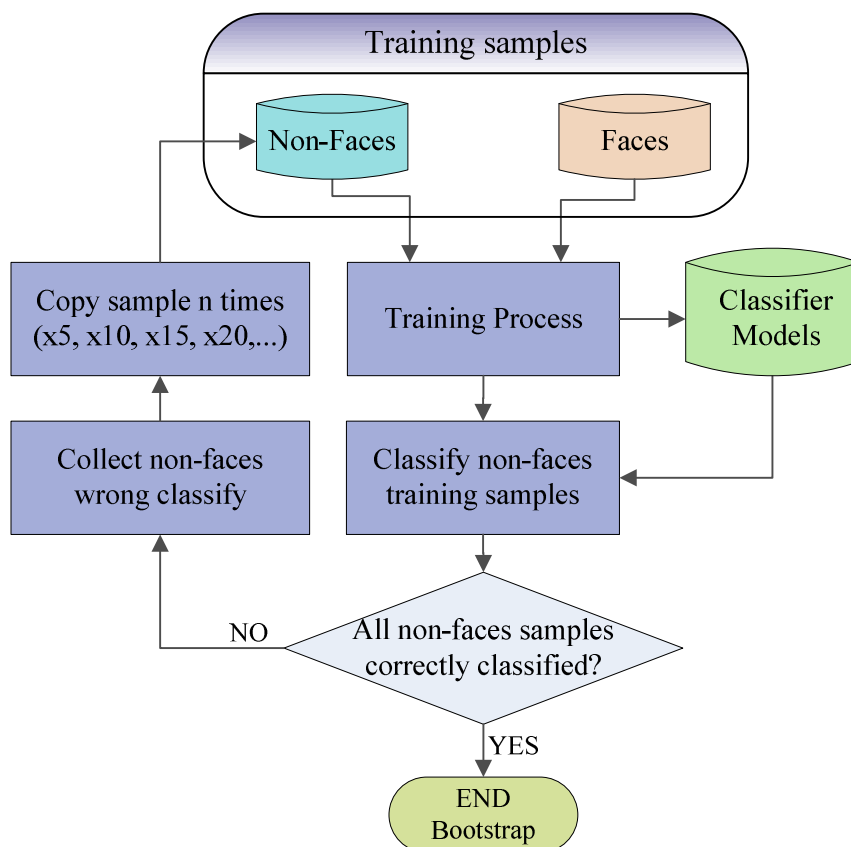 Training samples
Non-Faces
Faces
Copy sample n times
(x5, x10, x15, x20,...)
Training Process
Classifier
Models
Collect non-faces
wrong classify
Classify non-faces
training samples
NO
All non-faces samples
correctly classified?
YES
END
Bootstrap